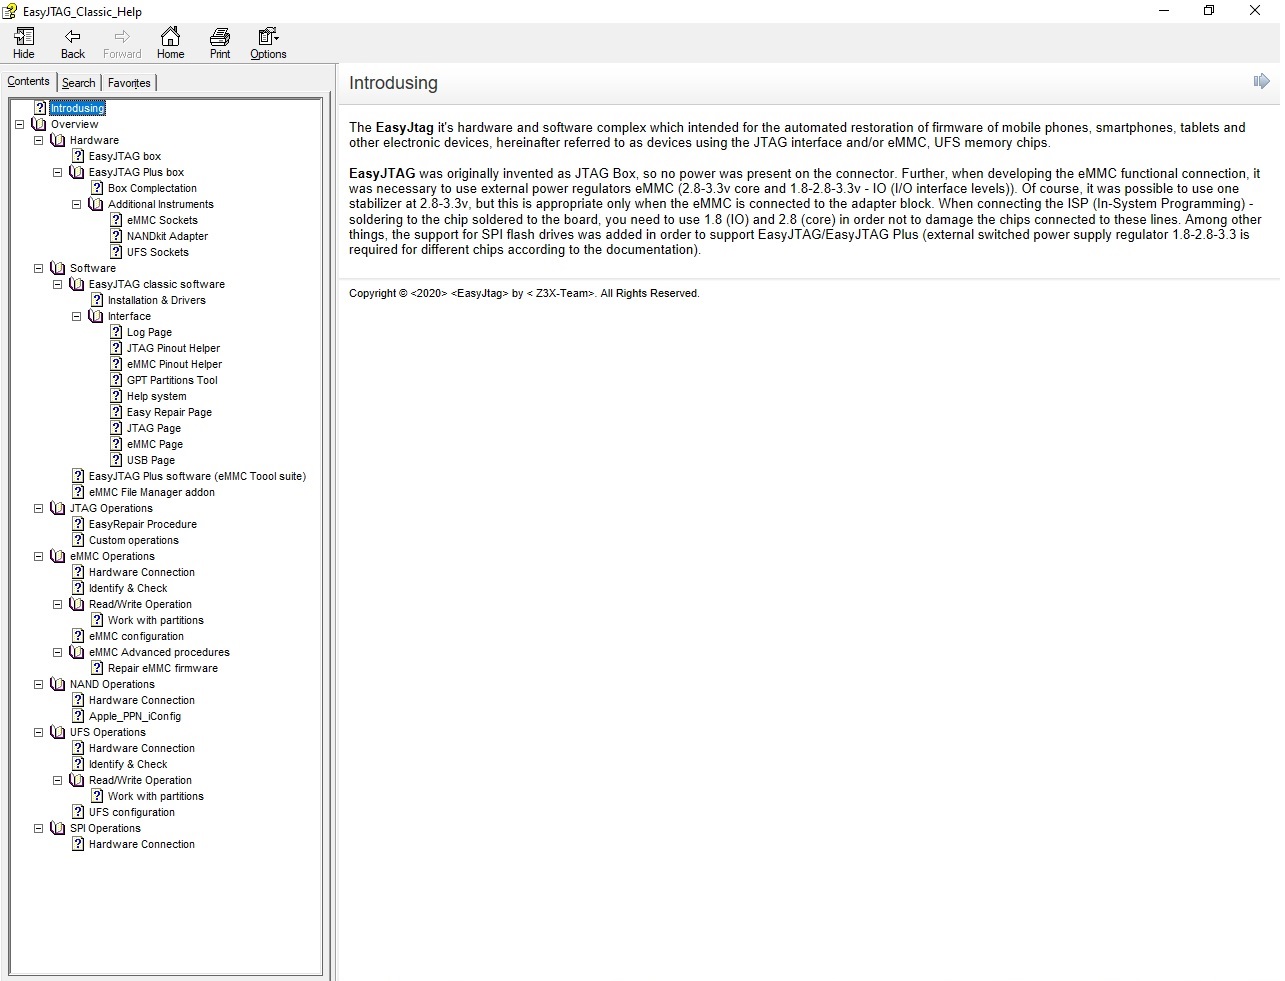 EasyJTAG_Classic_Help
Hide Back Forward Home Print Options
Contents Search Favorites
Introdusing
Overview
Hardware
EasyJTAG box
EasyJTAG Plus box
Box Complectation
Additional Instruments
eMMC Sockets
NANDkit Adapter
UFS Sockets
Software
EasyJTAG classic software
Installation & Drivers
Interface
Log Page
JTAG Pinout Helper
eMMC Pinout Helper
GPT Partitions Tool
Help system
Easy Repair Page
JTAG Page
eMMC Page
USB Page
EasyJTAG Plus software (eMMC Toool suite)
eMMC File Manager addon
JTAG Operations
EasyRepair Procedure
Custom operations
eMMC Operations
Hardware Connection
Identify & Check
Read/Write Operation
Work with partitions
eMMC configuration
eMMC Advanced procedures
Repair eMMC firmware
NAND Operations
Hardware Connection
Apple_PPN_iConfig
UFS Operations
Hardware Connection
Identify & Check
Read/Write Operation
Work with partitions
UFS configuration
SPI Operations
Hardware Connection
Introdusing
The EasyJtag it's hardware and software complex which intended for the automated restoration of firmware of mobile phones, smartphones, tablets and
other electronic devices, hereinafter referred to as devices using the JTAG interface and/or eMMC, UFS memory chips.
EasyJTAG was originally invented as JTAG Box, so no power was present on the connector. Further, when developing the eMMC functional connection, it
was necessary to use external power regulators eMMC (2.8-3.3v core and 1.8-2.8-3.3v - IO (I/O interface levels)). Of course, it was possible to use one
stabilizer at 2.8-3.3v, but this is appropriate only when the eMMC is connected to the adapter block. When connecting the ISP (In-System Programming) -
soldering to the chip soldered to the board, you need to use 1.8 (IO) and 2.8 (core) in order not to damage the chips connected to these lines. Among other
things, the support for SPI flash drives was added in order to support EasyJTAG/EasyJTAG Plus (external switched power supply regulator 1.8-2.8-3.3 is
required for different chips according to the documentation).
Copyright © <2020> <EasyJtag> by < Z3X-Team>. All Rights Reserved.